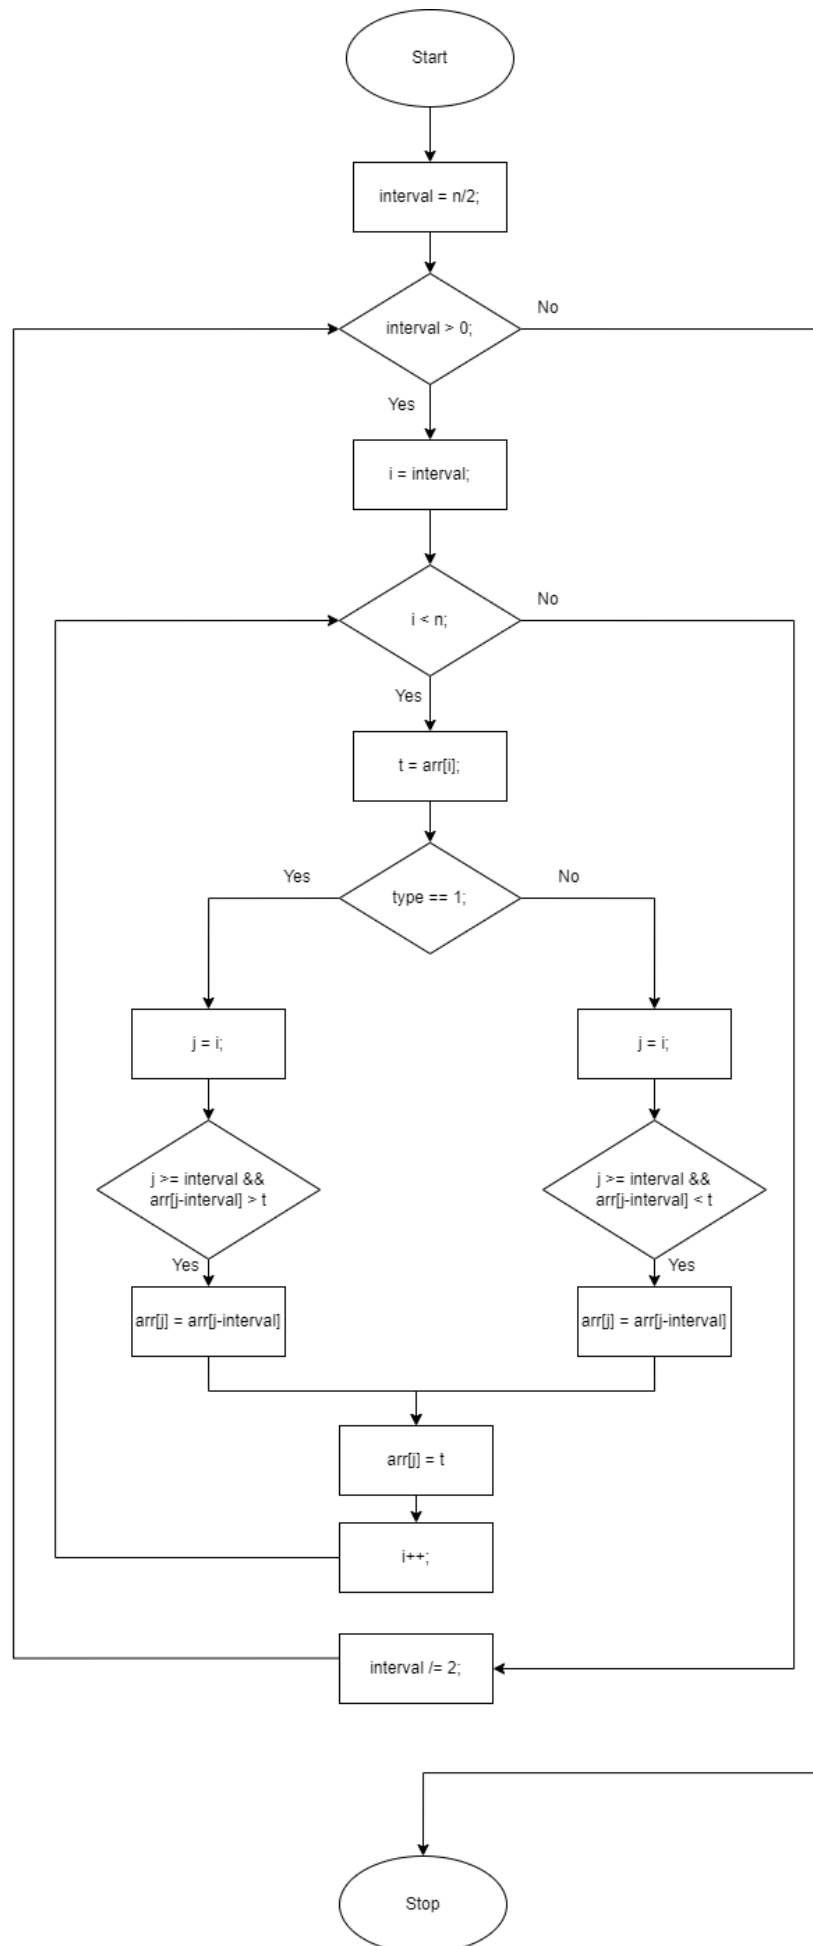 Start
interval = n/2;
interval > 0;
No
Yes
i = interval;
i < n;
No
Yes
t = arr[i];
type == 1;
Yes
No
j = i;
j = i;
j >= interval &&
arr[j-interval] > t
j >= interval &&
arr[j-interval] < t
Yes
Yes
arr[j] = arr[j-interval]
arr[j] = arr[j-interval]
arr[j] = t
i++;
interval /= 2;
Stop